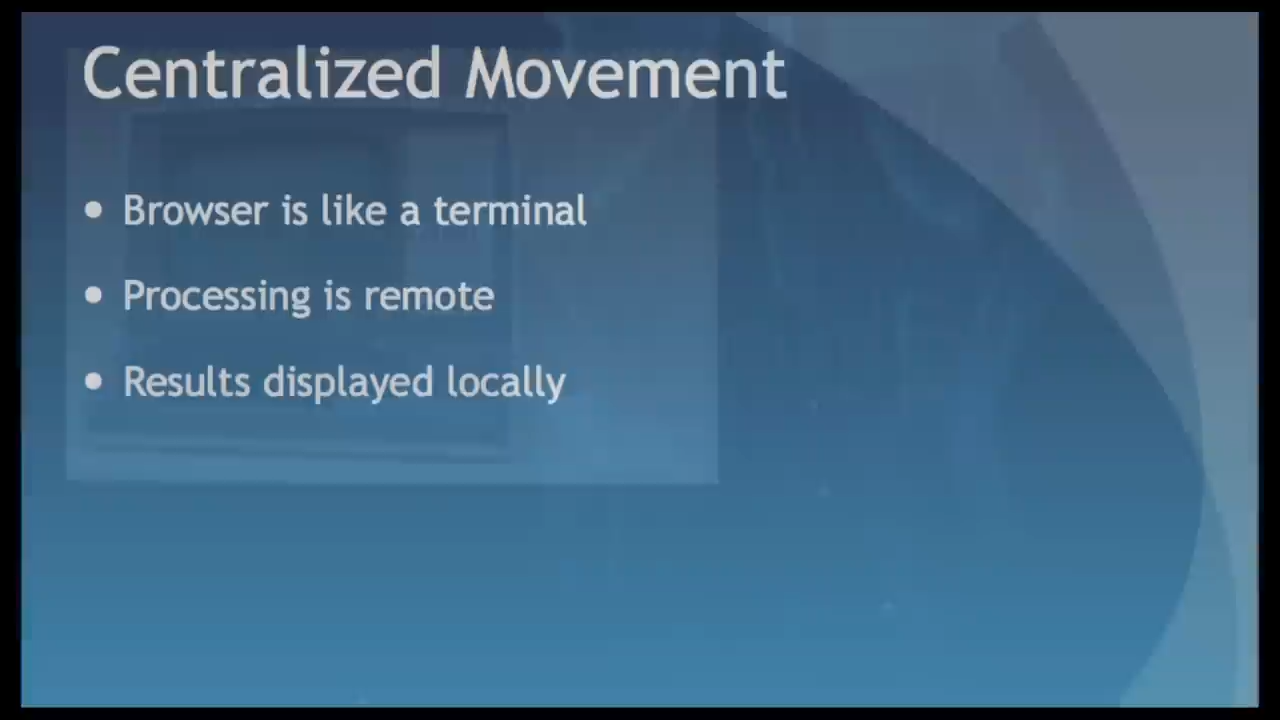 Centralized Movement
• Browser is like a terminal
• Processing is remote
• Results displayed locally